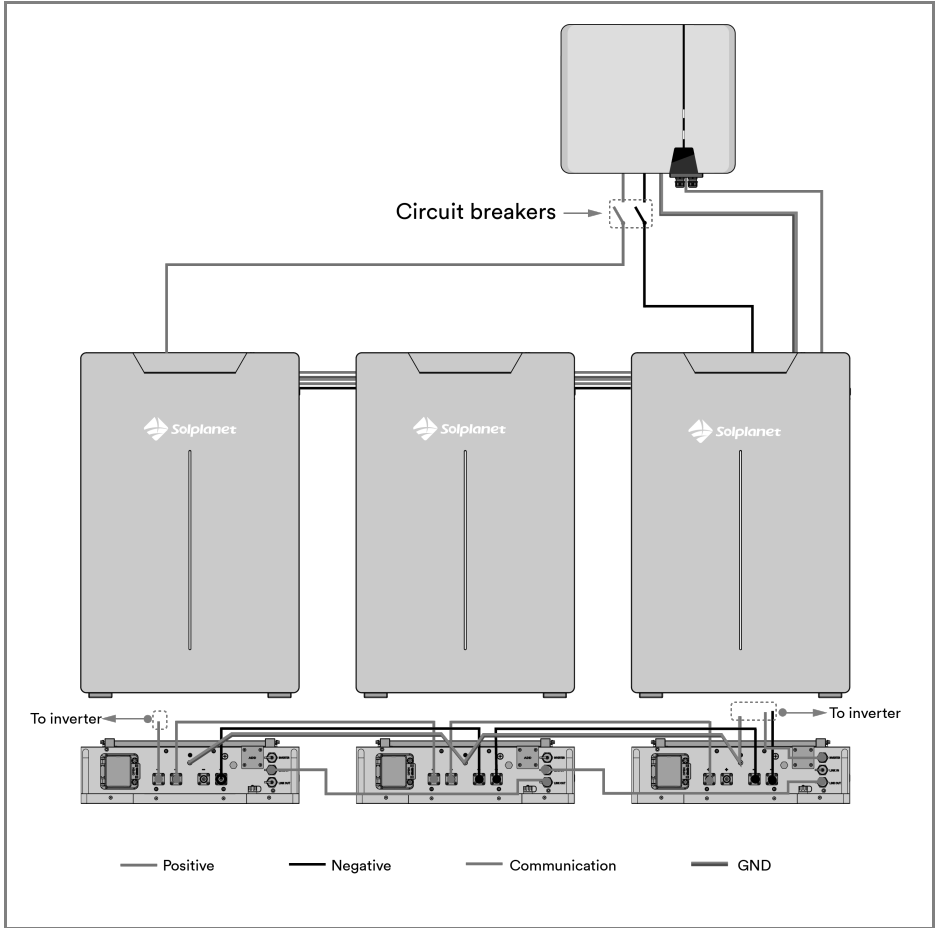 Circuit breakers
Solplanet
Solplanet
Solplanet
To inverter
To inverter
Positive
Negative
Communication
GND